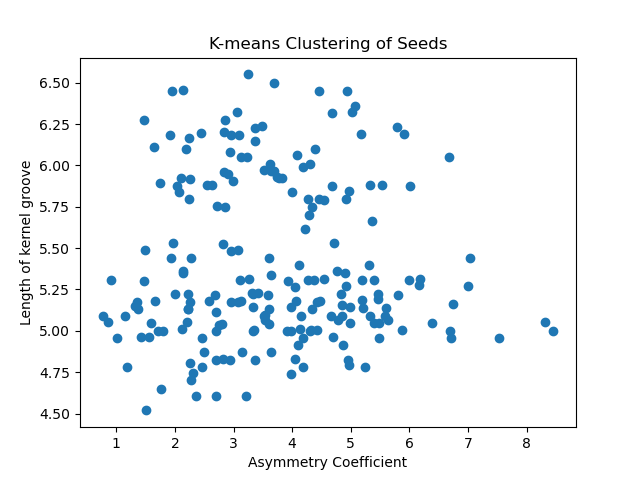 K-means Clustering of Seeds
6.50
6.25
6.00
5.75
5.50
5.25
5.00
4.75
4.50
Length of kernel groove
1 2 3 4 5 6 7 8
Asymmetry Coefficient